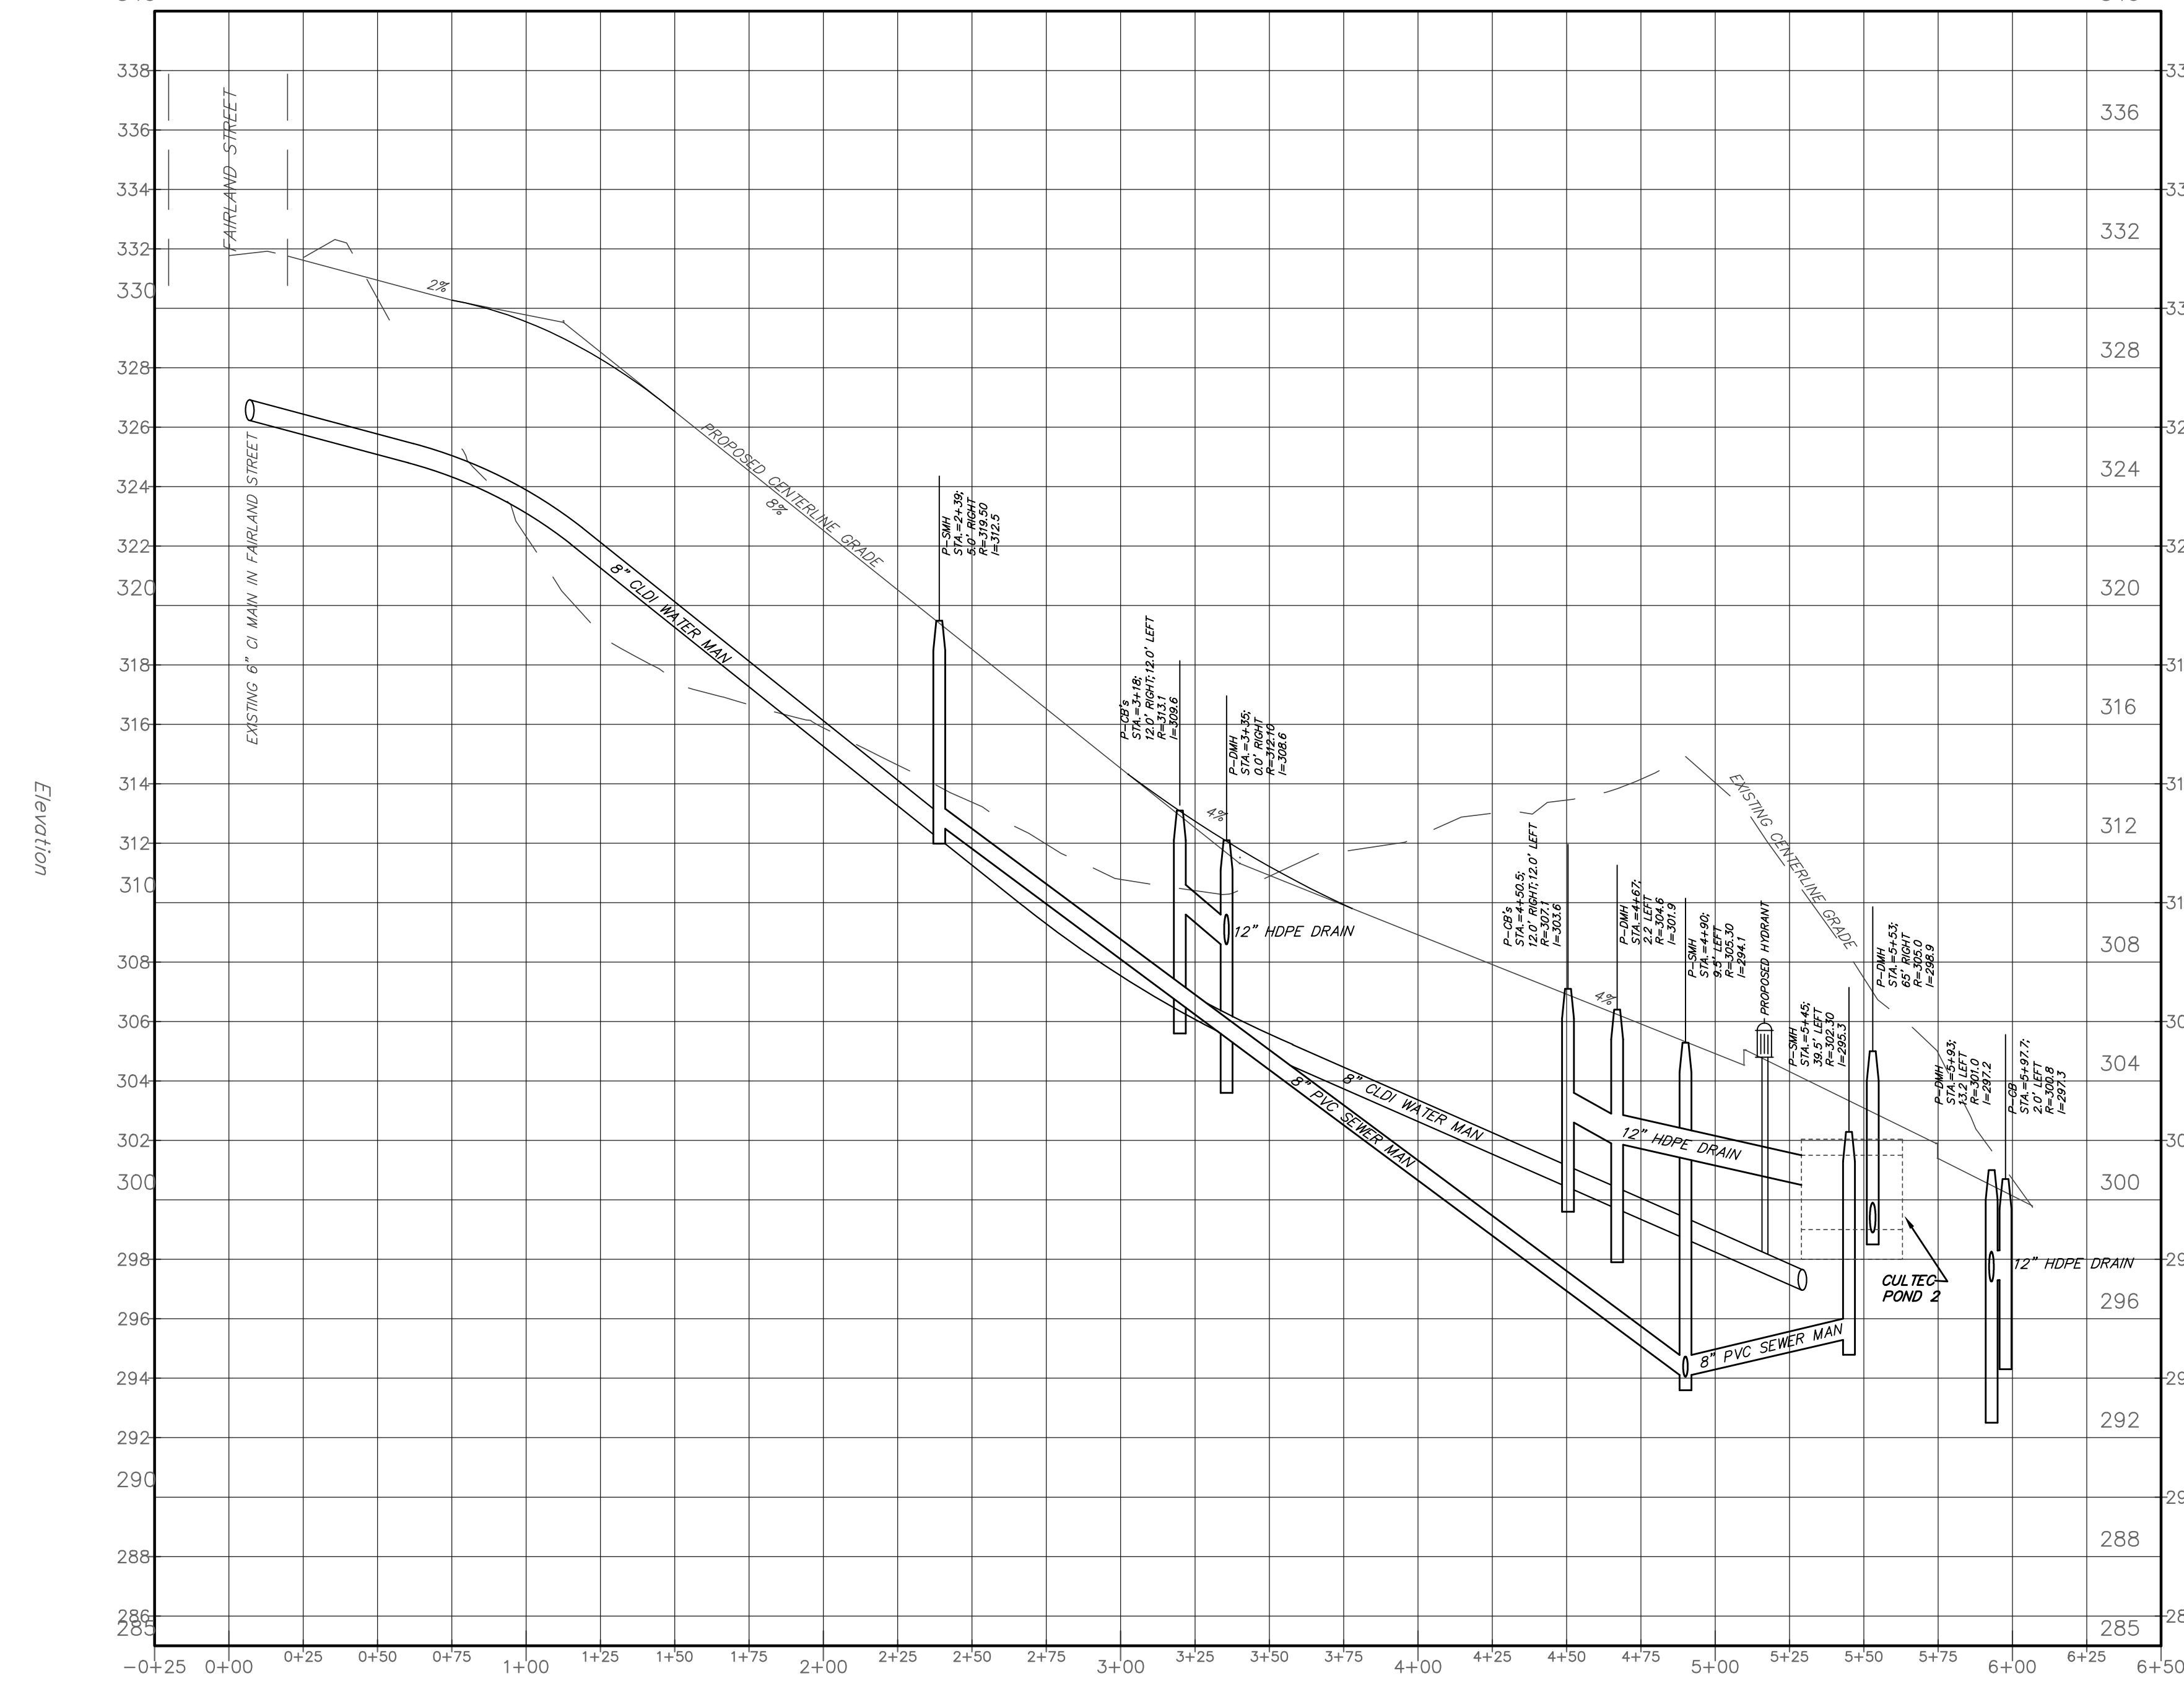 338
336
334
332
330
328
326
324
322
320
318
316
314
312
310
308
306
304
302
300
298
296
294
292
290
288
286
285
Elevation
FAIRLAND STREET
EXISTING 6" CI MAIN IN FAIRLAND STREET
2%
PROPOSED CENTERLINE GRADE
8%
8" CLDI WATER MAN
P-SMH
STA.=2+39;
5.0' RIGHT
R=319.50
I=312.5
P-CB's
STA.=3+18;
12.0' RIGHT;12.0' LEFT
R=313.1
I=309.6
P-DMH
STA.=3+35;
0.0' RIGHT
R=312.10
I=308.6
4%
12" HDPE DRAIN
8" CLDI WATER MAN
8" PVC SEWER MAN
P-CB's
STA.=4+50.5;
12.0' RIGHT;12.0' LEFT
R=307.1
I=303.6
P-DMH
STA.=4+67;
2.2 LEFT
R=304.6
I=301.9
4%
P-SMH
STA.=4+90;
9.5' LEFT
R=305.30
I=294.1
PROPOSED HYDRANT
EXISTING CENTERLINE GRADE
12" HDPE DRAIN
8" PVC SEWER MAN
P-SMH
STA.=5+45;
39.5' LEFT
R=302.30
I=295.3
P-DMH
STA.=5+53;
65' RIGHT
R=305.0
I=298.9
CULTEC
POND 2
P-DMH
STA.=5+93;
13.2 LEFT
R=301.0
I=297.2
P-CB
STA.=5+97.7;
2.0' LEFT
R=300.8
I=297.3
12" HDPE DRAIN
336
332
328
324
320
316
312
308
304
300
296
292
288
285
-0+25 0+00 0+25 0+50 0+75 1+00 1+25 1+50 1+75 2+00 2+25 2+50 2+75 3+00 3+25 3+50 3+75 4+00 4+25 4+50 4+75 5+00 5+25 5+50 5+75 6+00 6+25 6+50